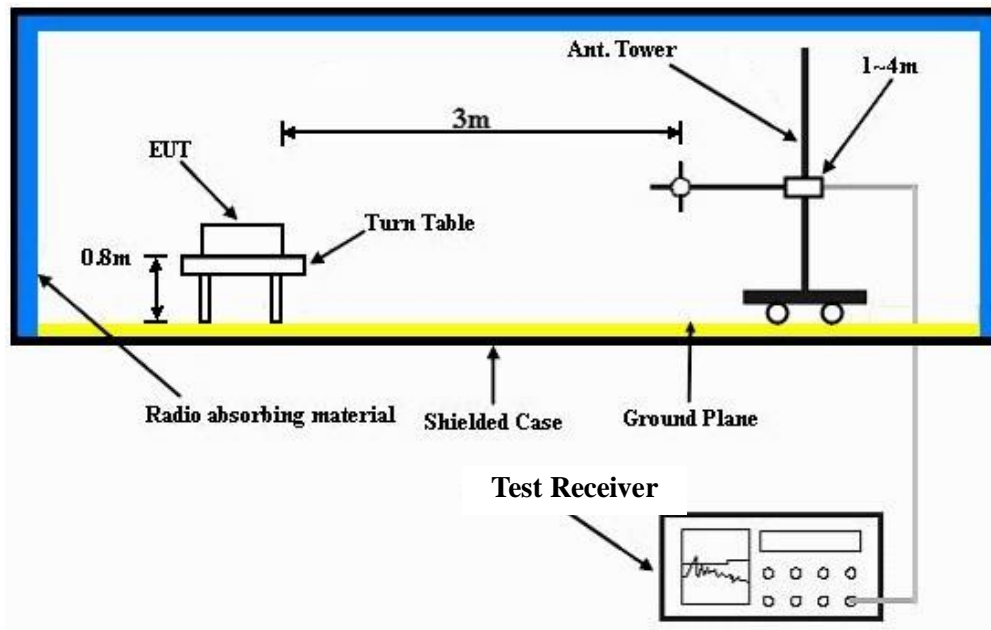 Ant. Tower
1~4m
3m
EUT
Turn Table
0.8m
Radio absorbing material
Shielded Case
Ground Plane
Test Receiver